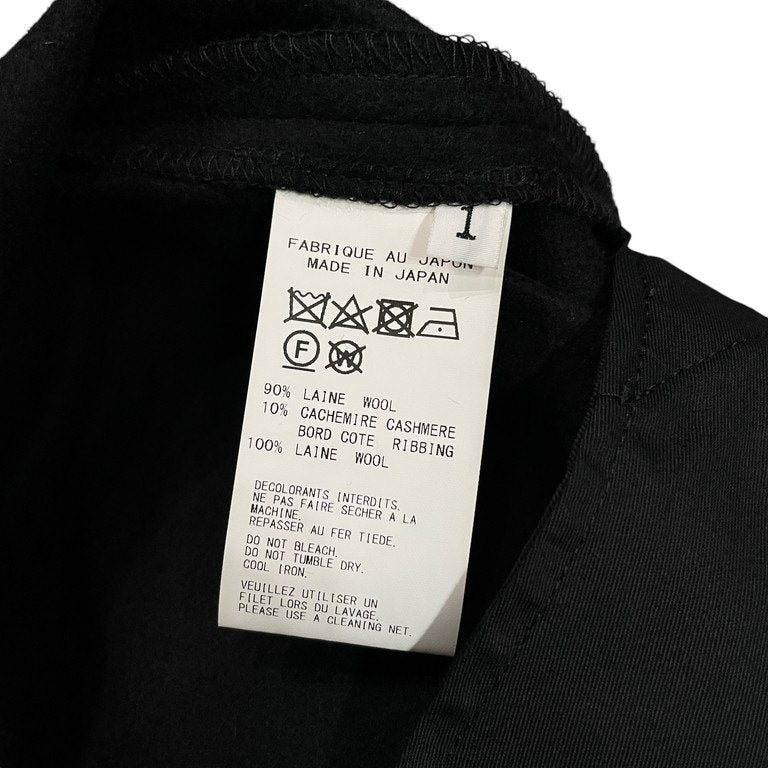 1
FABRIQUE AU JAPON
MADE IN JAPAN
F W
90% LAINE WOOL
10% CACHEMIRE CASHMERE
BORD COTE RIBBING
100% LAINE WOOL
DECOLORANTS INTERDITS.
NE PAS FAIRE SECHER A LA
MACHINE.
REPASSER AU FER TIEDE.
DO NOT BLEACH.
DO NOT TUMBLE DRY.
COOL IRON.
VEUILLEZ UTILISER UN
FILET LORS DU LAVAGE.
PLEASE USE A CLEANING NET.